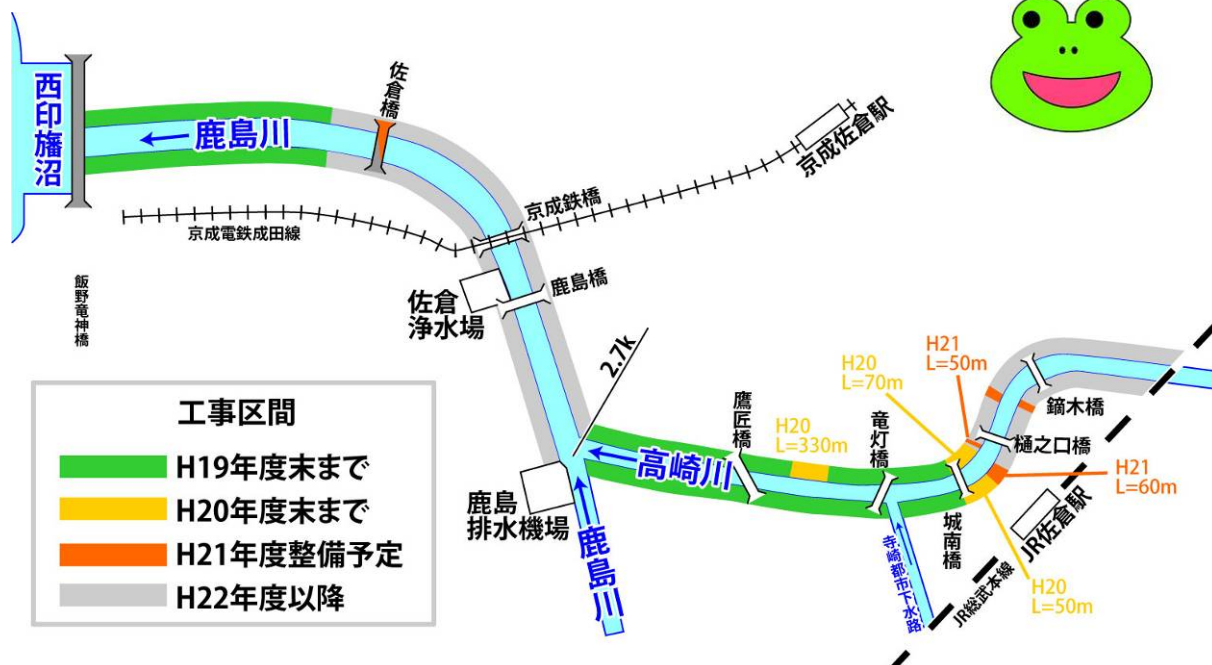 西印旛沼
鹿島川
佐倉橋
京成佐倉駅
京成鉄橋
京成電鉄成田線
飯野竜神橋
佐倉
浄水場
鹿島橋
2.7k
工事区間
H19年度末まで
H20年度末まで
H21年度整備予定
H22年度以降
鹿島
排水機場
鹿島川
高崎川
鷹匠橋
H20
L=330m
竜灯橋
H20
L=70m
H21
L=50m
鏑木橋
樋之口橋
H21
L=60m
城南橋
JR佐倉駅
H20
L=50m
寺崎都市下水路
JR総武本線